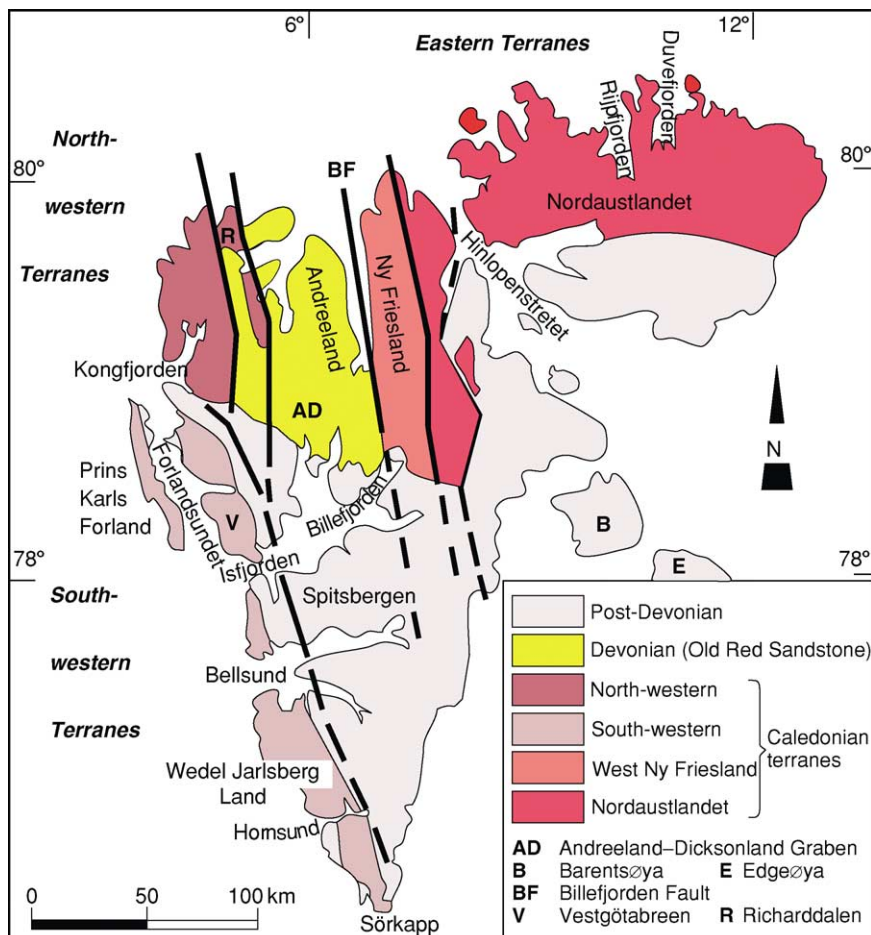 6° 12°
Eastern Terranes
North-
western
Terranes
80° 80°
BF
Duvefjorden
Rijpfjorden
Nordaustlandet
Hinlopenstretet
R
Andreeland
Ny Friesland
Kongfjorden
AD
Prins
Karls
Forland
Forlandsundet
V
Billefjorden
Isfjorden
N
B
E
78° 78°
South-
western
Terranes
Spitsbergen
Bellsund
Wedel Jarlsberg
Land
Hornsund
Sörkapp
0 50 100 km
Post-Devonian
Devonian (Old Red Sandstone)
North-western
South-western
West Ny Friesland
Nordaustlandet
Caledonian
terranes
AD Andreeland–Dicksonland Graben
B Barentsøya E Edgeøya
BF Billefjorden Fault
V Vestgötabreen R Richarddalen